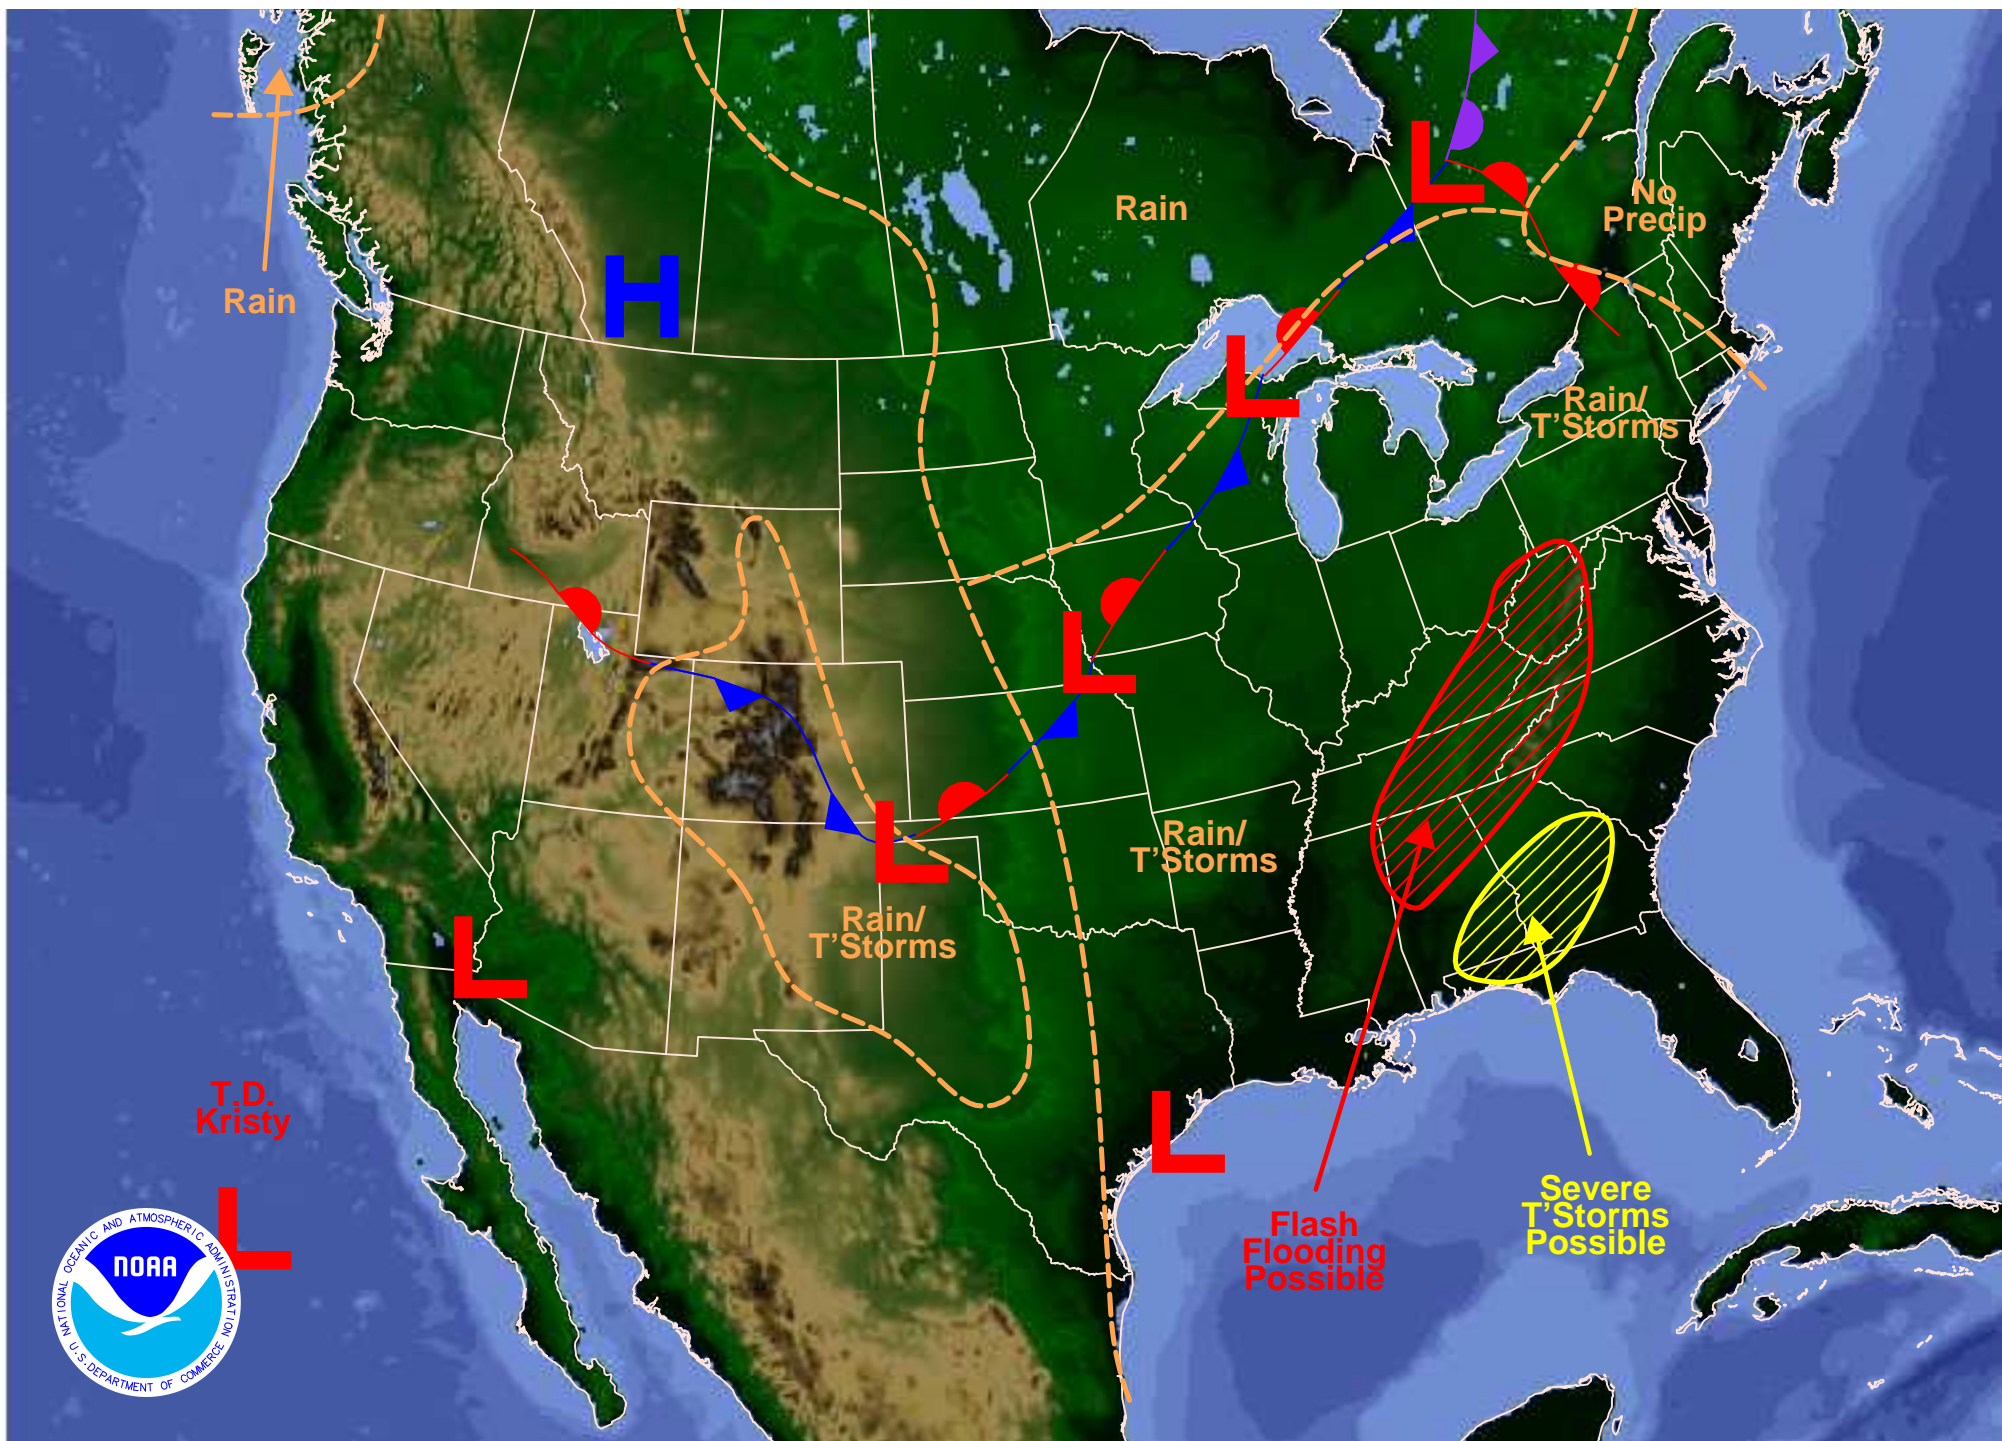 Rain
No
Precip
Rain
H
L
L
Rain/
T'Storms
L
Rain/
T'Storms
L
Rain/
T'Storms
L
T.D.
Kristy
L
L
Severe
T'Storms
Possible
Flash
Flooding
Possible
NATIONAL OCEANIC AND ATMOSPHERIC ADMINISTRATION
NOAA
U.S. DEPARTMENT OF COMMERCE